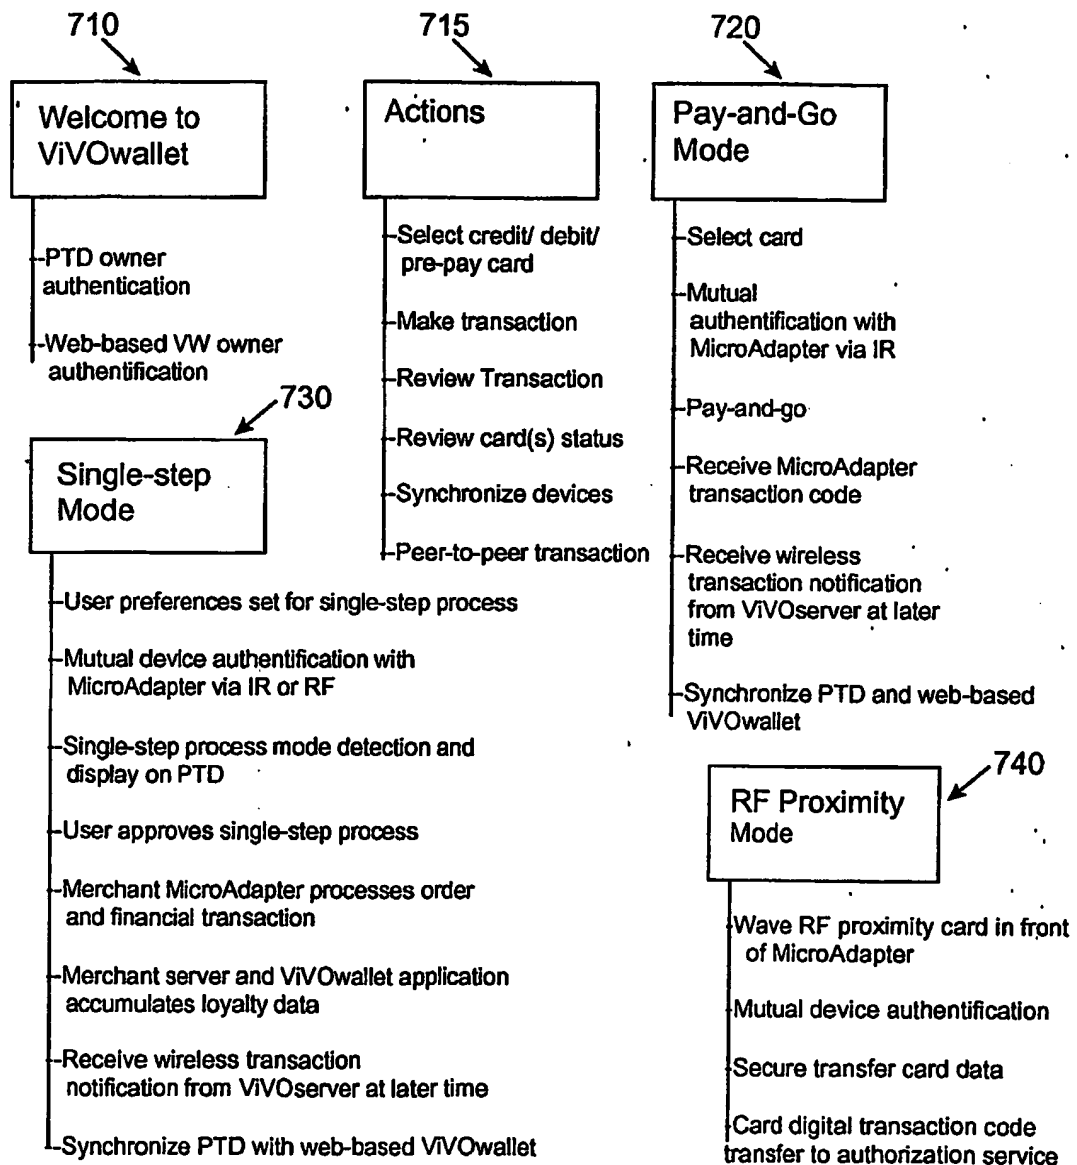 710
Welcome to
ViVOwallet
PTD owner
authentication
Web-based VW owner
authentification
715
Actions
Select credit/ debit/
pre-pay card
Make transaction
Review Transaction
Review card(s) status
Synchronize devices
Peer-to-peer transaction
720
Pay-and-Go
Mode
Select card
Mutual
authentification with
MicroAdapter via IR
Pay-and-go
Receive MicroAdapter
transaction code
Receive wireless
transaction notification
from ViVOserver at later
time
Synchronize PTD and web-based
ViVOwallet
730
Single-step
Mode
User preferences set for single-step process
Mutual device authentification with
MicroAdapter via IR or RF
Single-step process mode detection and
display on PTD
User approves single-step process
Merchant MicroAdapter processes order
and financial transaction
Merchant server and ViVOwallet application
accumulates loyalty data
Receive wireless transaction
notification from ViVOserver at later time
Synchronize PTD with web-based ViVOwallet
740
RF Proximity
Mode
Wave RF proximity card in front
of MicroAdapter
Mutual device authentification
Secure transfer card data
Card digital transaction code
transfer to authorization service